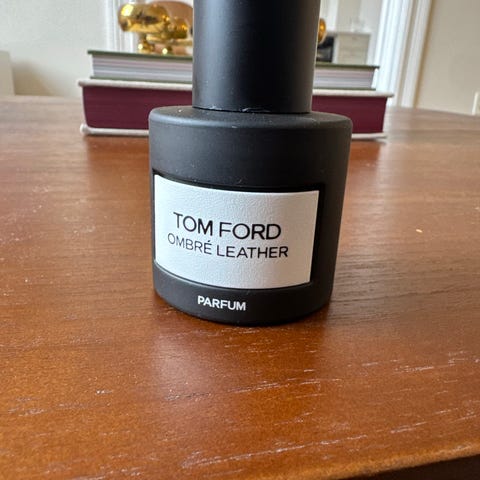 TOM FORD
OMBRÉ LEATHER
PARFUM